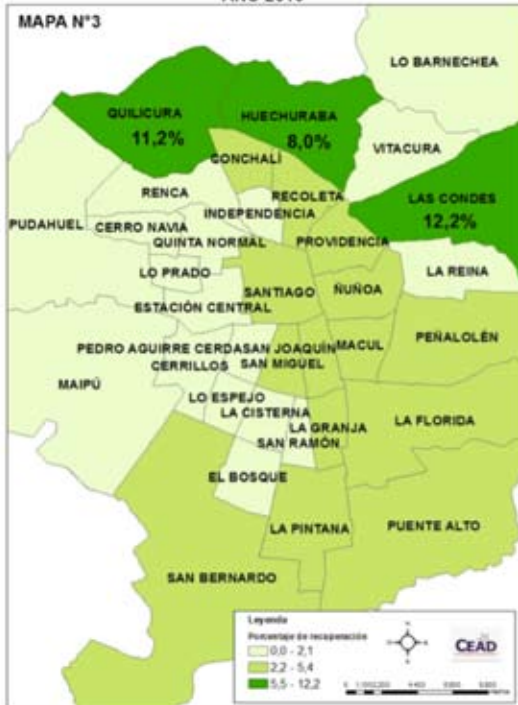 MAPA N°3
LO BARNECHEA
QUILICURA
11,2%
HUECHURABA
8,0%
VITACURA
CONCHALÍ
RENCA
RECOLETA
LAS CONDES
12,2%
INDEPENDENCIA
PUDAHUEL
CERRO NAVIA
QUINTA NORMAL
PROVIDENCIA
LO PRADO
LA REINA
SANTIAGO
ÑUÑOA
ESTACIÓN CENTRAL
PEDRO AGUIRRE CERDA
SAN JOAQUÍN
MACUL
PEÑALOLÉN
CERRILLOS
SAN MIGUEL
MAIPÚ
LO ESPEJO
LA CISTERNA
LA GRANJA
LA FLORIDA
SAN RAMÓN
EL BOSQUE
LA PINTANA
PUENTE ALTO
SAN BERNARDO
Leyenda
Porcentaje de recuperación
0,0 - 2,1
2,2 - 5,4
5,5 - 12,2
CEAD